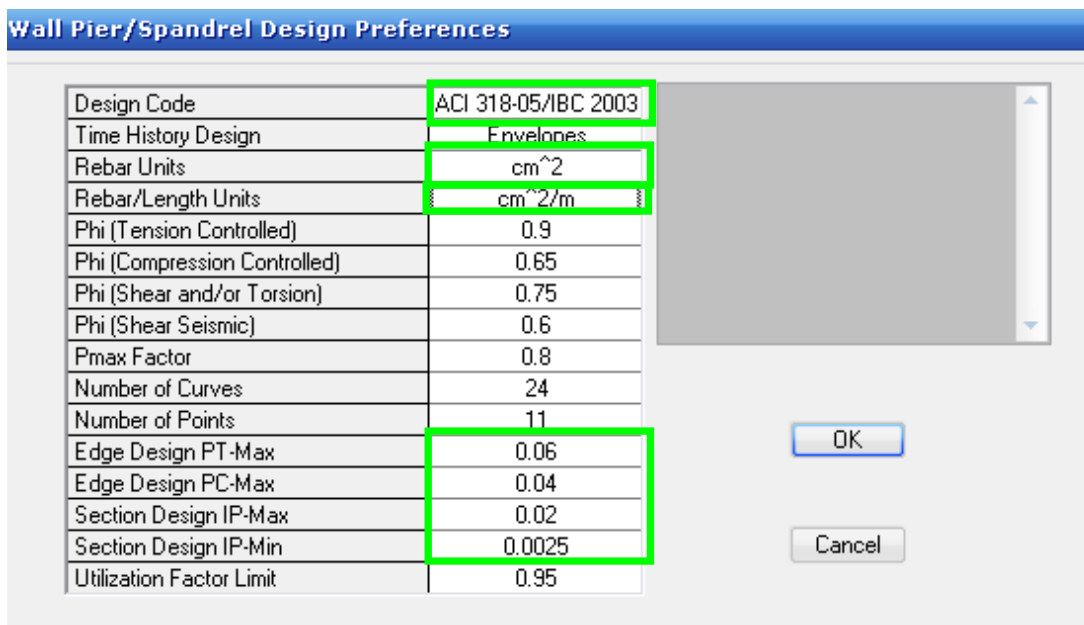 Wall Pier/Spandrel Design Preferences
Design Code ACI 318-05/IBC 2003
Time History Design Envelopes
Rebar Units cm^2
Rebar/Length Units cm^2/m
Phi (Tension Controlled) 0.9
Phi (Compression Controlled) 0.65
Phi (Shear and/or Torsion) 0.75
Phi (Shear Seismic) 0.6
Pmax Factor 0.8
Number of Curves 24
Number of Points 11
Edge Design PT-Max 0.06
Edge Design PC-Max 0.04
Section Design IP-Max 0.02
Section Design IP-Min 0.0025
Utilization Factor Limit 0.95
OK
Cancel